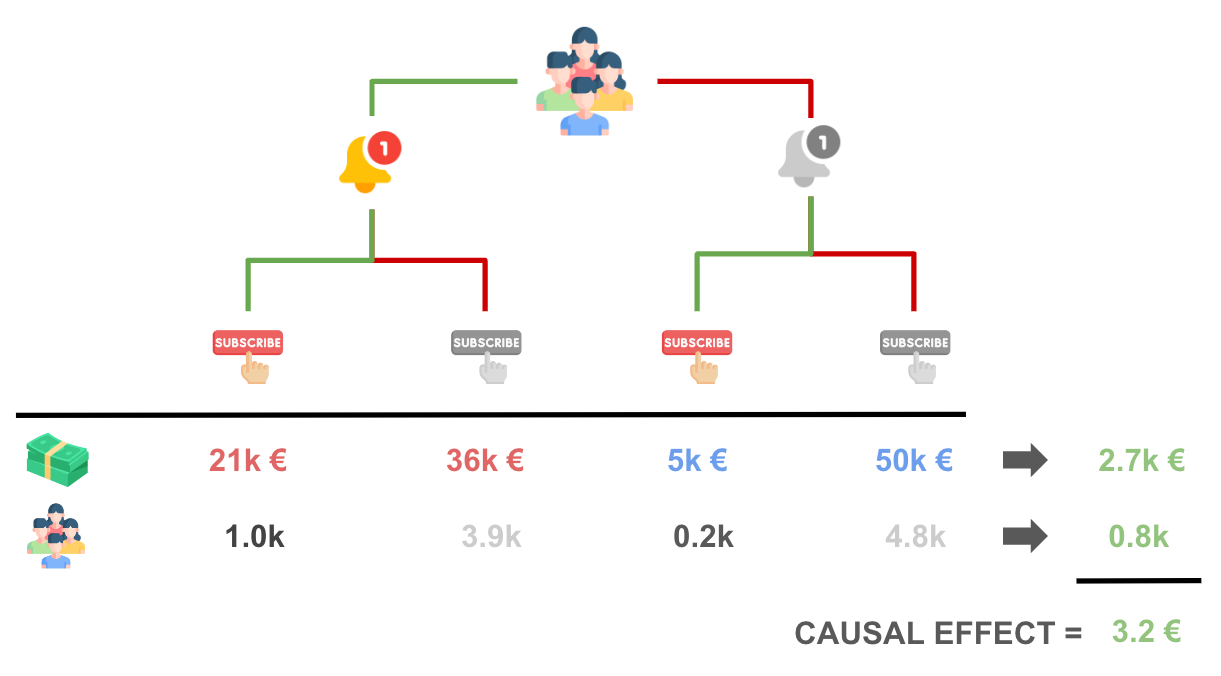 1
1
SUBSCRIBE SUBSCRIBE SUBSCRIBE SUBSCRIBE
21k € 36k € 5k € 50k € 2.7k €
1.0k 3.9k 0.2k 4.8k 0.8k
CAUSAL EFFECT = 3.2 €